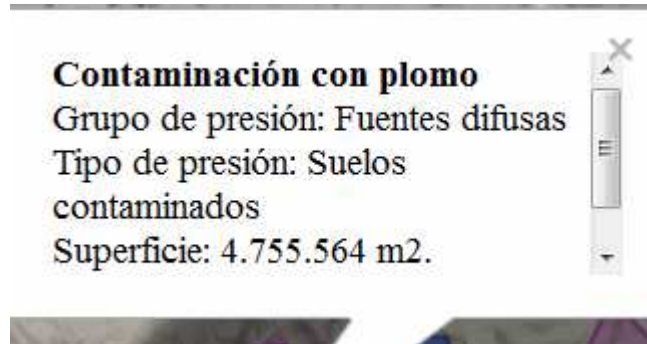 Contaminación con plomo
Grupo de presión: Fuentes difusas
Tipo de presión: Suelos
contaminados
Superficie: 4.755.564 m2.